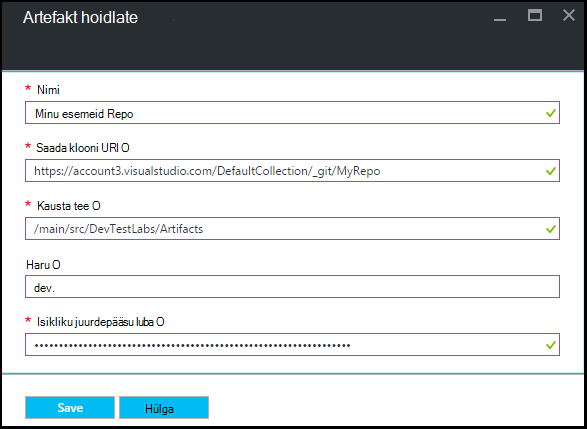 Artefakt hoidlate
* Nimi
Minu esemeid Repo
* Saada klooni URI O
https://account3.visualstudio.com/DefaultCollection/_git/MyRepo
* Kausta tee O
/main/src/DevTestLabs/Artifacts
Haru O
dev.
* Isikliku juurdepääsu luba O
Save Hülga